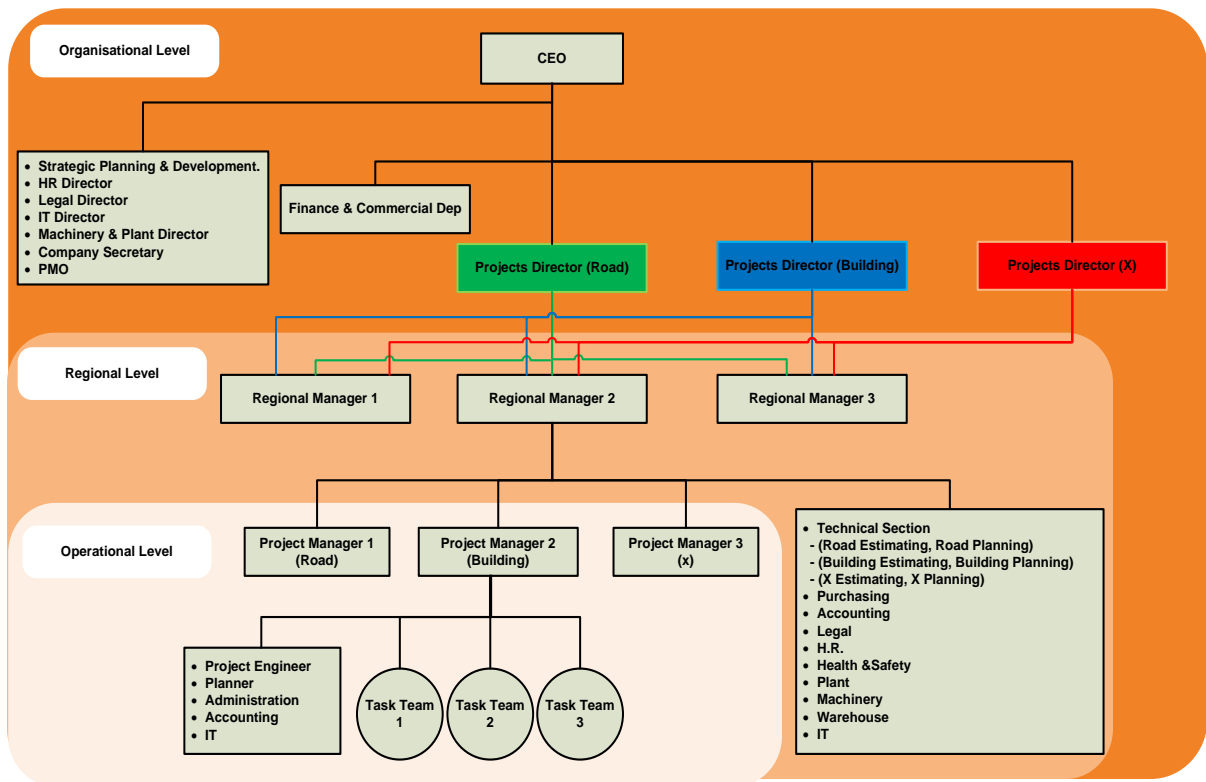 Organisational Level
CEO
• Strategic Planning & Development.
• HR Director
• Legal Director
• IT Director
• Machinery & Plant Director
• Company Secretary
• PMO
Finance & Commercial Dep
Projects Director (Road)
Projects Director (Building)
Projects Director (X)
Regional Level
Regional Manager 1
Regional Manager 2
Regional Manager 3
Operational Level
Project Manager 1
(Road)
Project Manager 2
(Building)
Project Manager 3
(x)
• Technical Section
- (Road Estimating, Road Planning)
- (Building Estimating, Building Planning)
- (X Estimating, X Planning)
• Purchasing
• Accounting
• Legal
• H.R.
• Health &Safety
• Plant
• Machinery
• Warehouse
• IT
• Project Engineer
• Planner
• Administration
• Accounting
• IT
Task Team
1
Task Team
2
Task Team
3